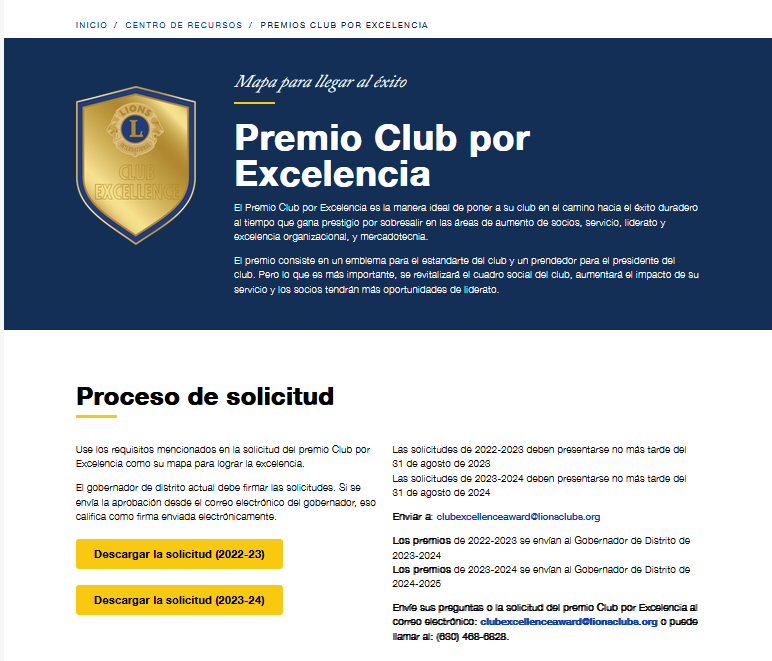 INICIO / CENTRO DE RECURSOS / PREMIOS CLUB POR EXCELENCIA
Mapa para llegar al éxito
LIONS
L
INTERNATIONAL
CLUB
EXCELLENCE
Premio Club por
Excelencia
El Premio Club por Excelencia es la manera ideal de poner a su club en el camino hacia el éxito duradero
al tiempo que gana prestigio por sobresalir en las áreas de aumento de socios, servicio, liderato y
excelencia organizacional, y mercadotecnia.
El premio consiste en un emblema para el estandarte del club y un prendedor para el presidente del
club. Pero lo que es más importante, se revitalizará el cuadro social del club, aumentará el impacto de su
servicio y los socios tendrán más oportunidades de liderato.
Proceso de solicitud
Use los requisitos mencionados en la solicitud del premio Club por
Excelencia como su mapa para lograr la excelencia.
El gobernador de distrito actual debe firmar las solicitudes. Si se
envía la aprobación desde el correo electrónico del gobernador, eso
califica como firma enviada electrónicamente.
Descargar la solicitud (2022-23)
Descargar la solicitud (2023-24)
Las solicitudes de 2022-2023 deben presentarse no más tarde del
31 de agosto de 2023
Las solicitudes de 2023-2024 deben presentarse no más tarde del
31 de agosto de 2024
Enviar a: clubexcellenceaward@lionsclubs.org
Los premios de 2022-2023 se envían al Gobernador de Distrito de
2023-2024
Los premios de 2023-2024 se envían al Gobernador de Distrito de
2024-2025
Envíe sus preguntas o la solicitud del premio Club por Excelencia al
correo electrónico: clubexcellenceaward@lionsclubs.org o puede
llamar al: (630) 468-6828.